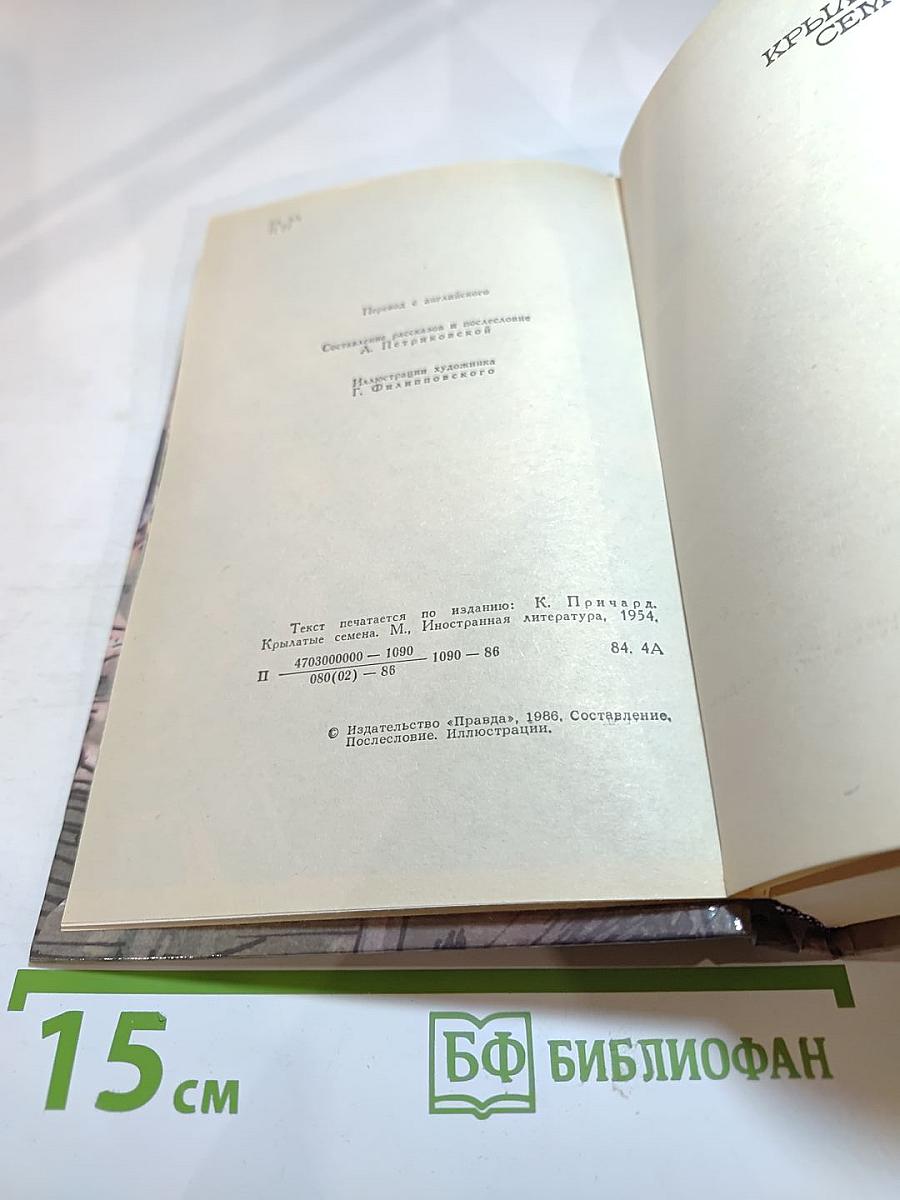 Перевод с английского
Составление рассказов и послесловие
А. Петриковской
Иллюстрации художника
Г. Филипповского
Текст печатается по изданию: К. Причард.
Крылатые семена. М., Иностранная литература, 1954.
П 4703000000 — 1090 1090 — 86 84. 4А
080(02) — 86
© Издательство «Правда», 1986. Составление.
Послесловие. Иллюстрации.
15 см
БФ БИБЛИОФАН